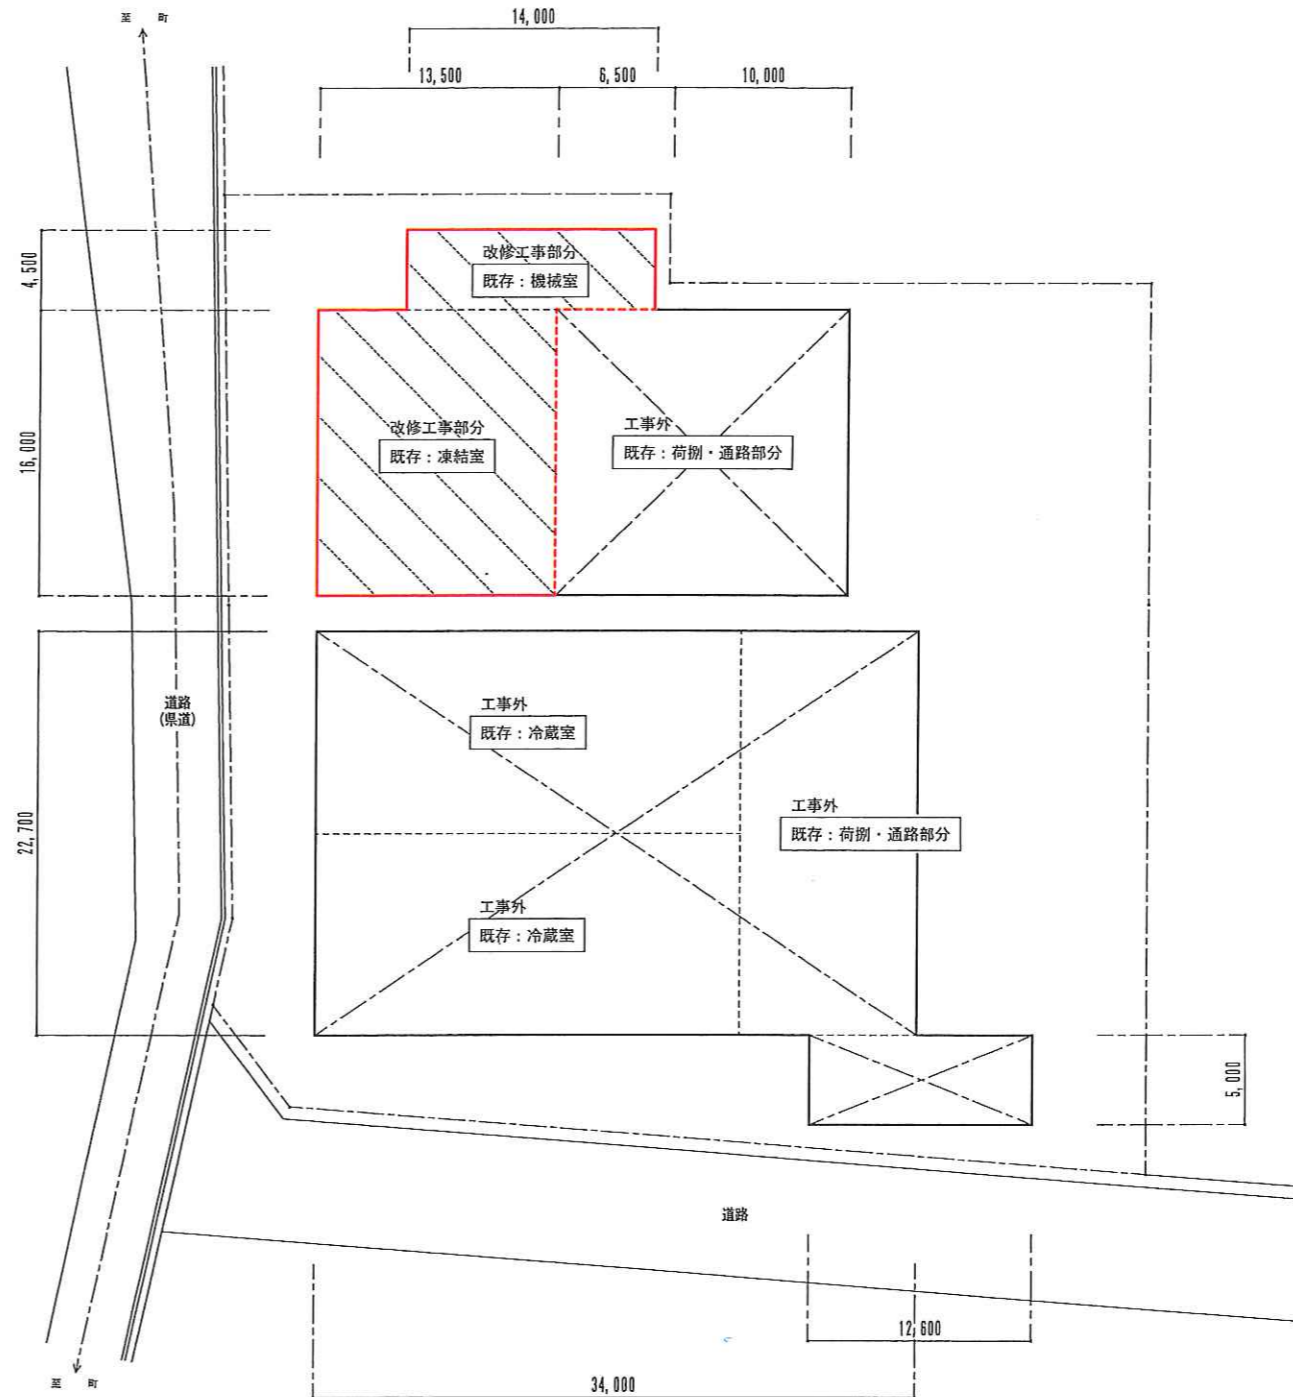 至 町
14,000
13,500
6,500
10,000
4,500
改修工事部分
既存：機械室
16,000
改修工事部分
既存：凍結室
工事外
既存：荷捌・通路部分
道路
(県道)
22,700
工事外
既存：冷蔵室
工事外
既存：荷捌・通路部分
工事外
既存：冷蔵室
5,000
道路
12,600
至 町
34,000